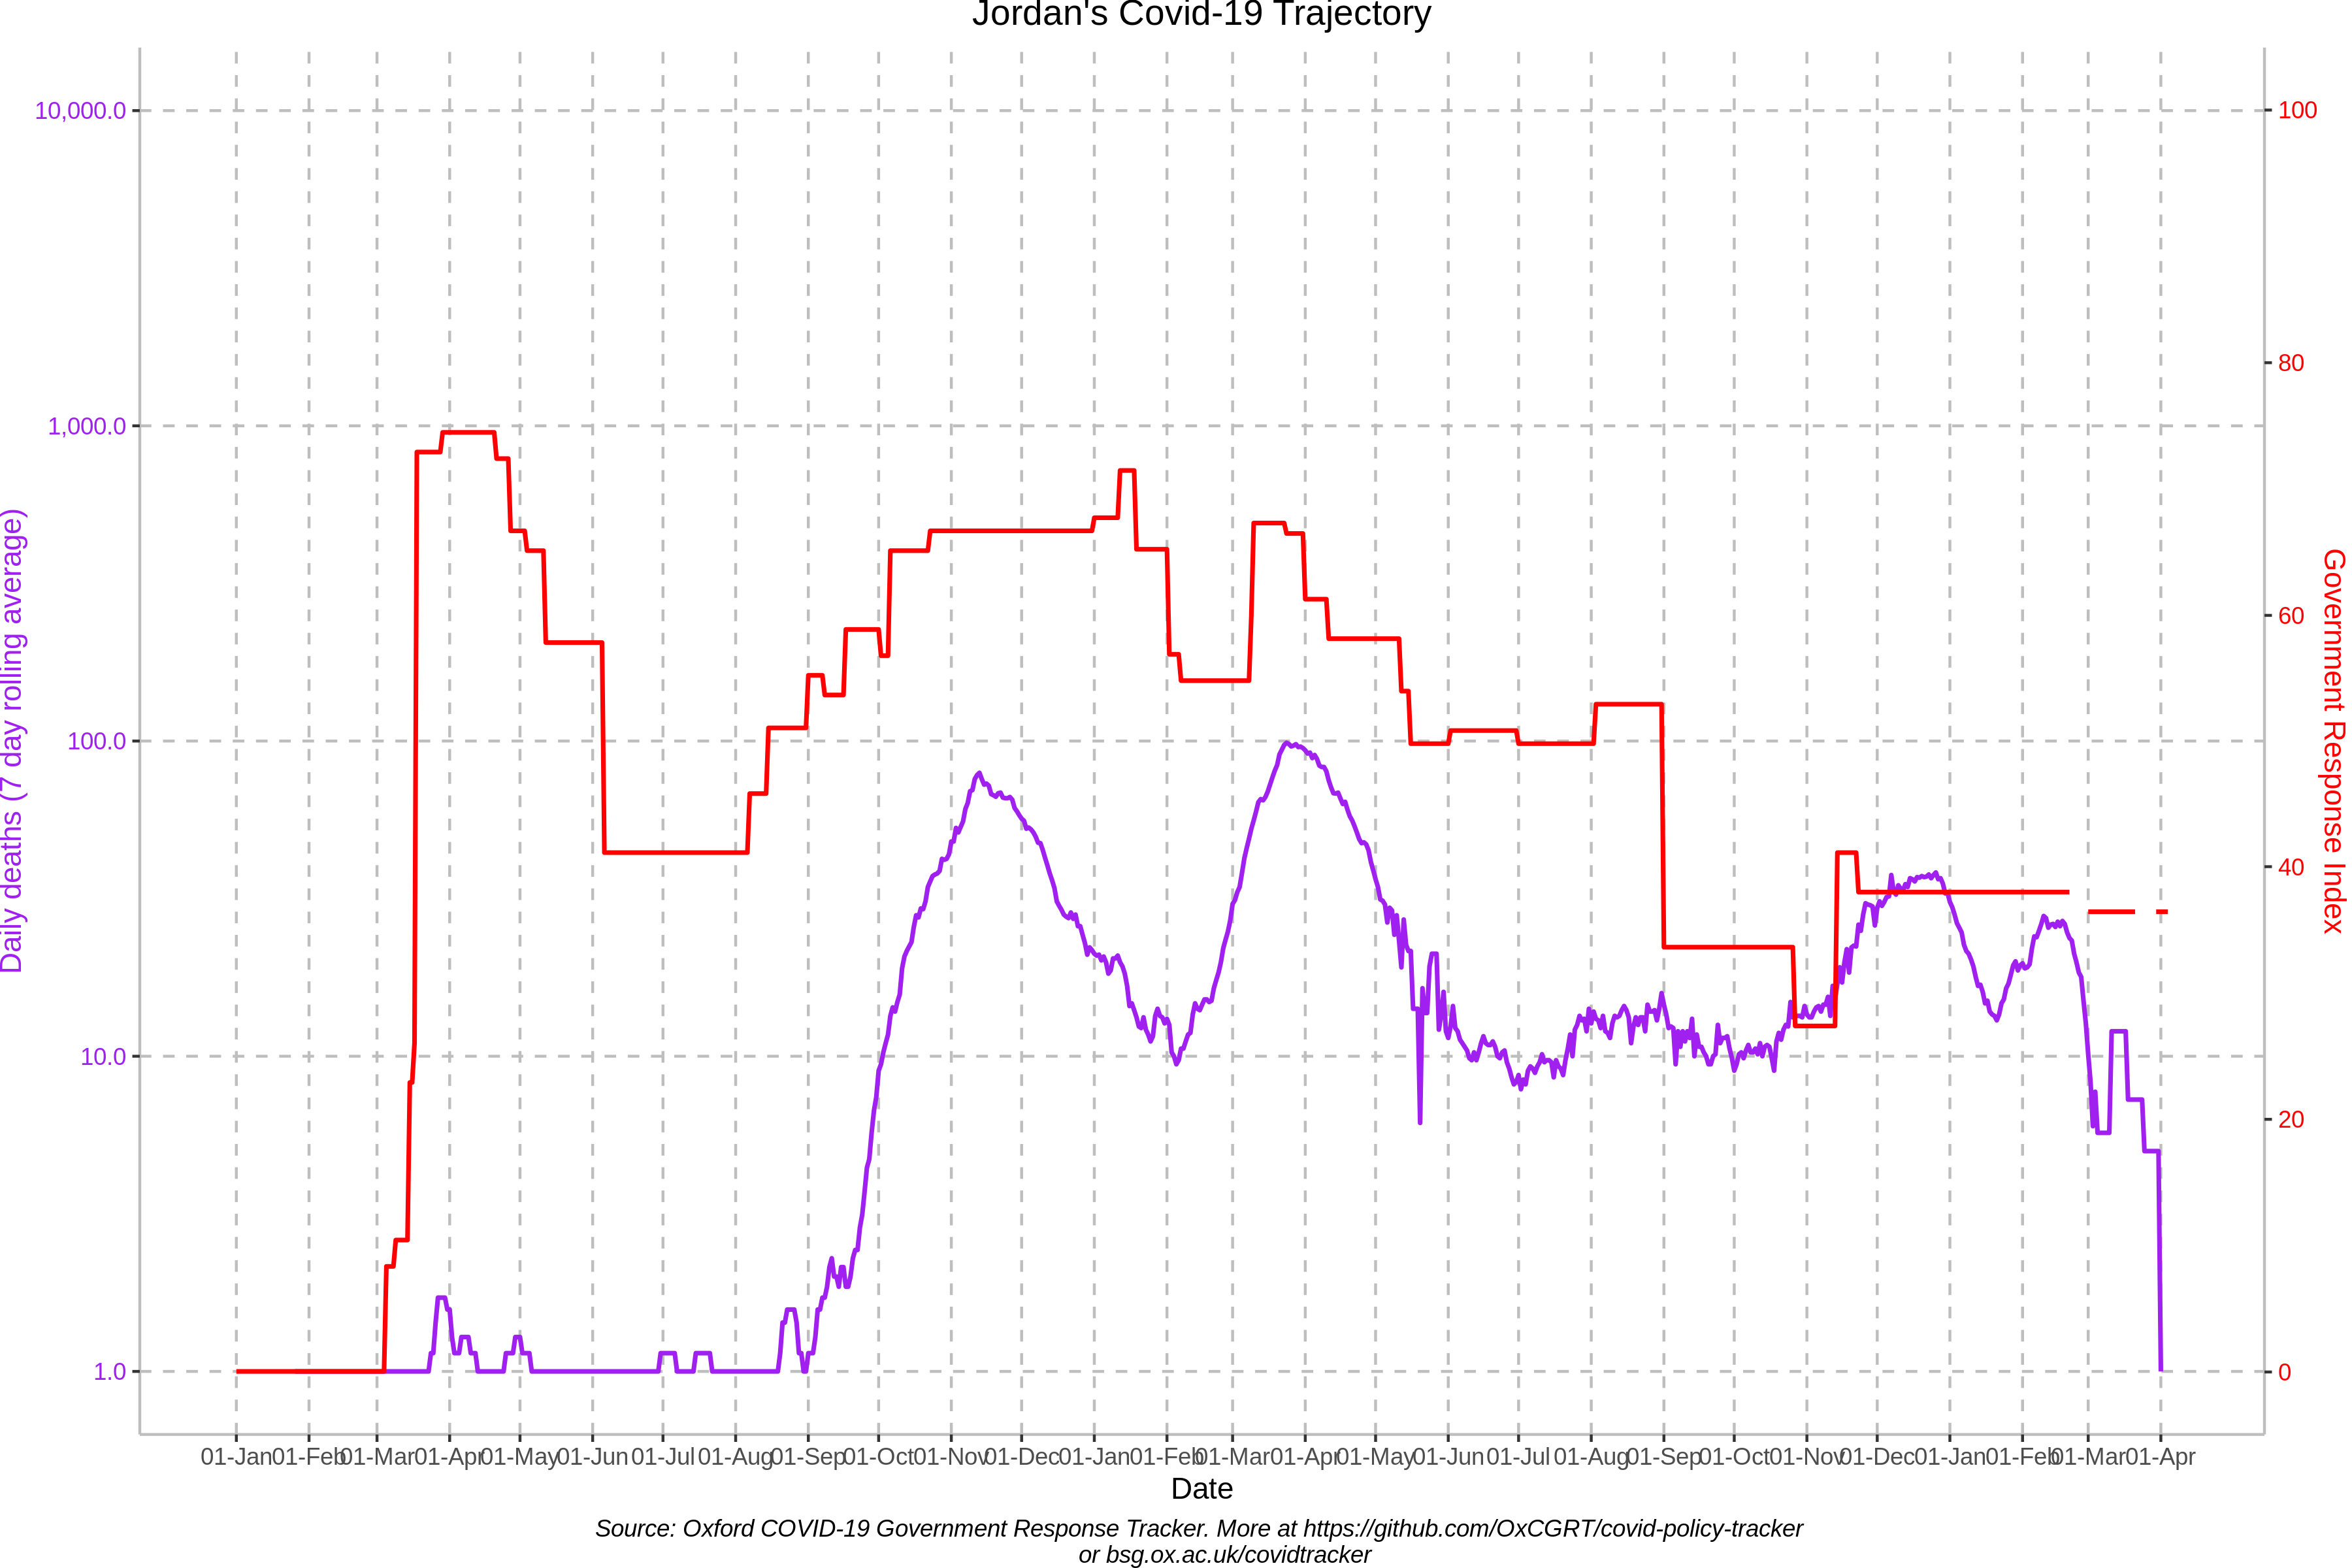 Jordan's Covid-19 Trajectory
Daily deaths (7 day rolling average)
10,000.0
1,000.0
100.0
10.0
1.0
100
80
60
40
20
0
Government Response Index
01-Jan 01-Feb 01-Mar 01-Apr 01-May 01-Jun 01-Jul 01-Aug 01-Sep 01-Oct 01-Nov 01-Dec 01-Jan 01-Feb 01-Mar 01-Apr 01-May 01-Jun 01-Jul 01-Aug 01-Sep 01-Oct 01-Nov 01-Dec 01-Jan 01-Feb 01-Mar 01-Apr
Date
Source: Oxford COVID-19 Government Response Tracker. More at https://github.com/OxCGRT/covid-policy-tracker
or bsg.ox.ac.uk/covidtracker